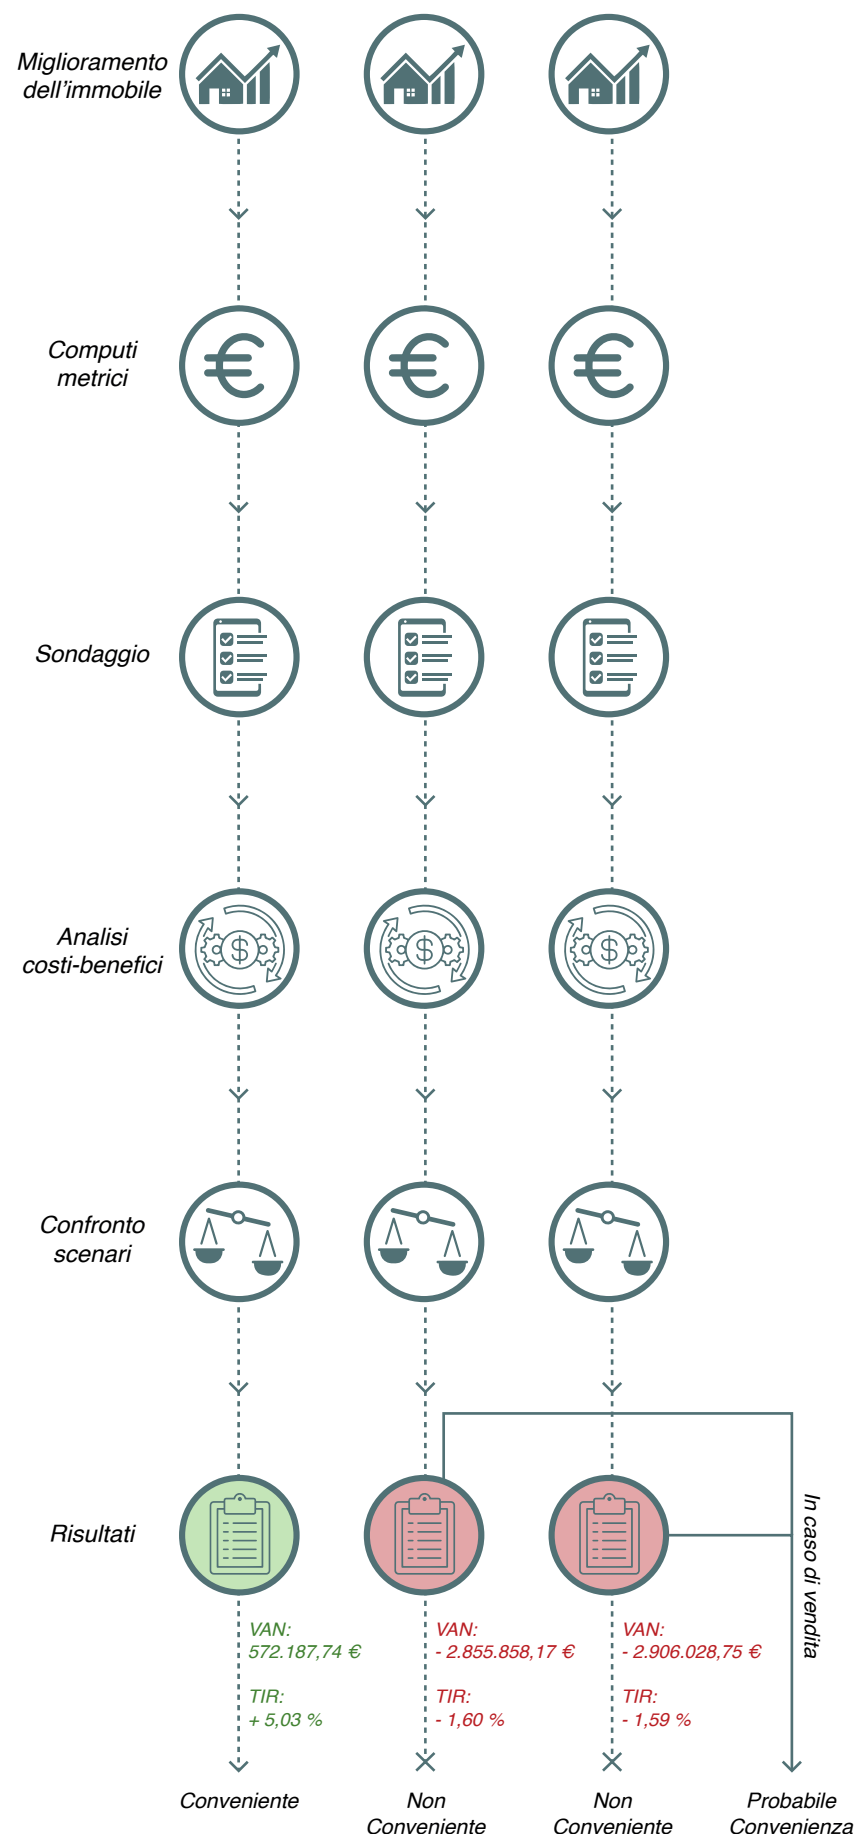 Miglioramento
dell'immobile
Computi
metrici
Sondaggio
Analisi
costi-benefici
Confronto
scenari
Risultati
In caso di vendita
VAN:
572.187,74 €
TIR:
+ 5,03 %
VAN:
- 2.855.858,17 €
TIR:
- 1,60 %
VAN:
- 2.906.028,75 €
TIR:
- 1,59 %
Conveniente
Non
Conveniente
Non
Conveniente
Probabile
Convenienza